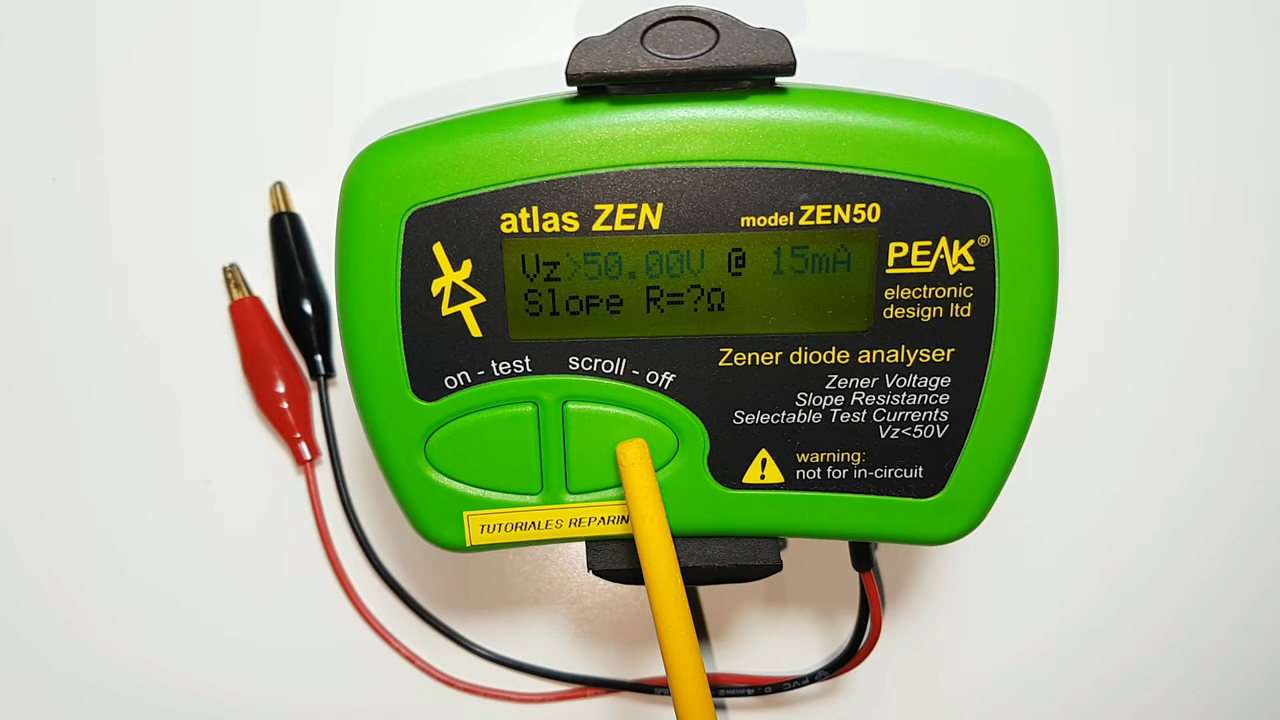 atlas ZEN
model ZEN50
Vz>50.00V @ 15mA
Slope R=?Ω
PEAK®
electronic
design ltd
on - test
scroll - off
Zener diode analyser
Zener Voltage
Slope Resistance
Selectable Test Currents
Vz<50V
warning:
not for in-circuit
TUTORIALES REPARIN